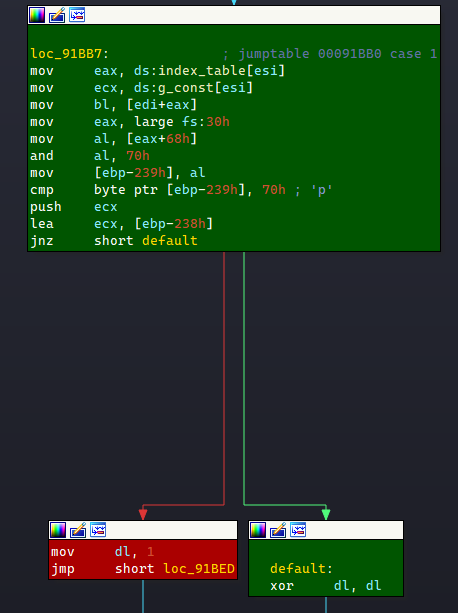 loc_91BB7: ; jumptable 00091BB0 case 1
mov eax, ds:index_table[esi]
mov ecx, ds:g_const[esi]
mov bl, [edi+eax]
mov eax, large fs:30h
mov al, [eax+68h]
and al, 70h
mov [ebp-239h], al
cmp byte ptr [ebp-239h], 70h ; 'p'
push ecx
lea ecx, [ebp-238h]
jnz short default
mov dl, 1
jmp short loc_91BED
default:
xor dl, dl